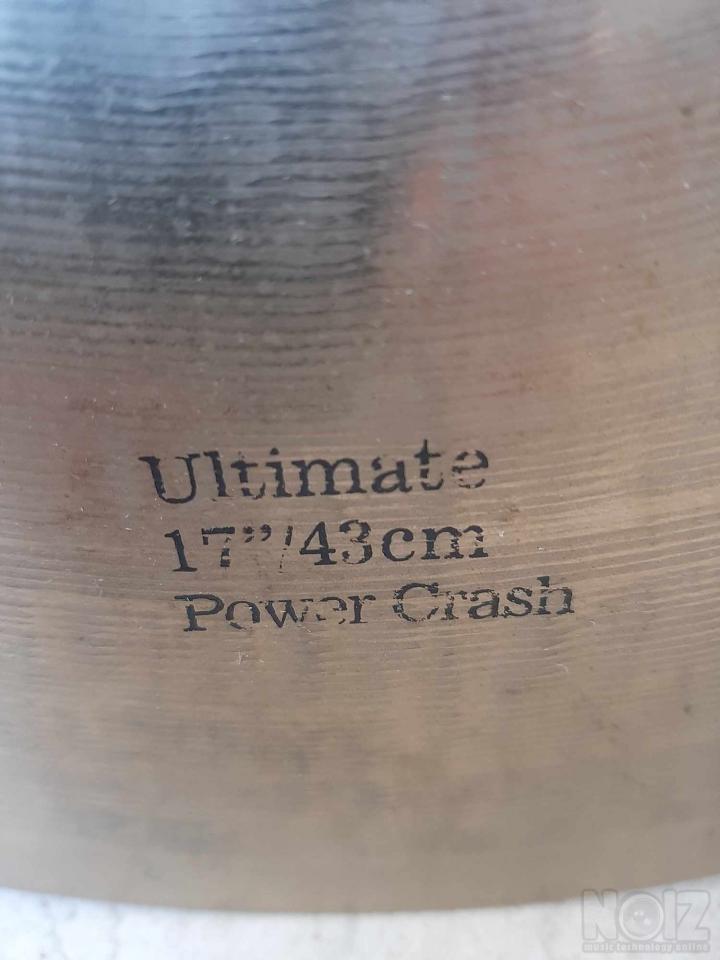 Ultimate
17"/43cm
Power Crash
NOIZ
music technology online